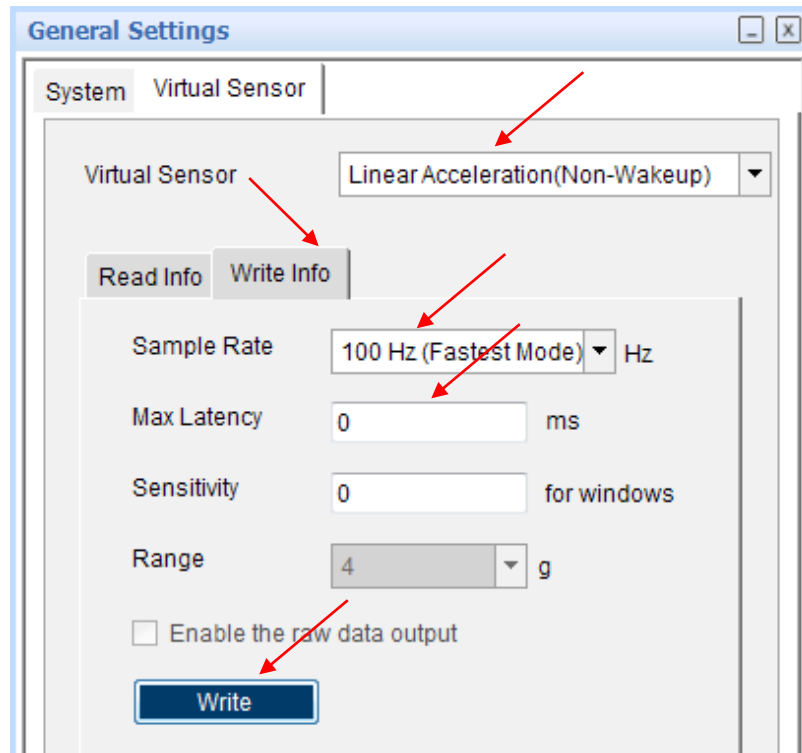 General Settings
System Virtual Sensor
Virtual Sensor Linear Acceleration(Non-Wakeup)
Read Info Write Info
Sample Rate 100 Hz (Fastest Mode) Hz
Max Latency 0 ms
Sensitivity 0 for windows
Range 4 g
Enable the raw data output
Write